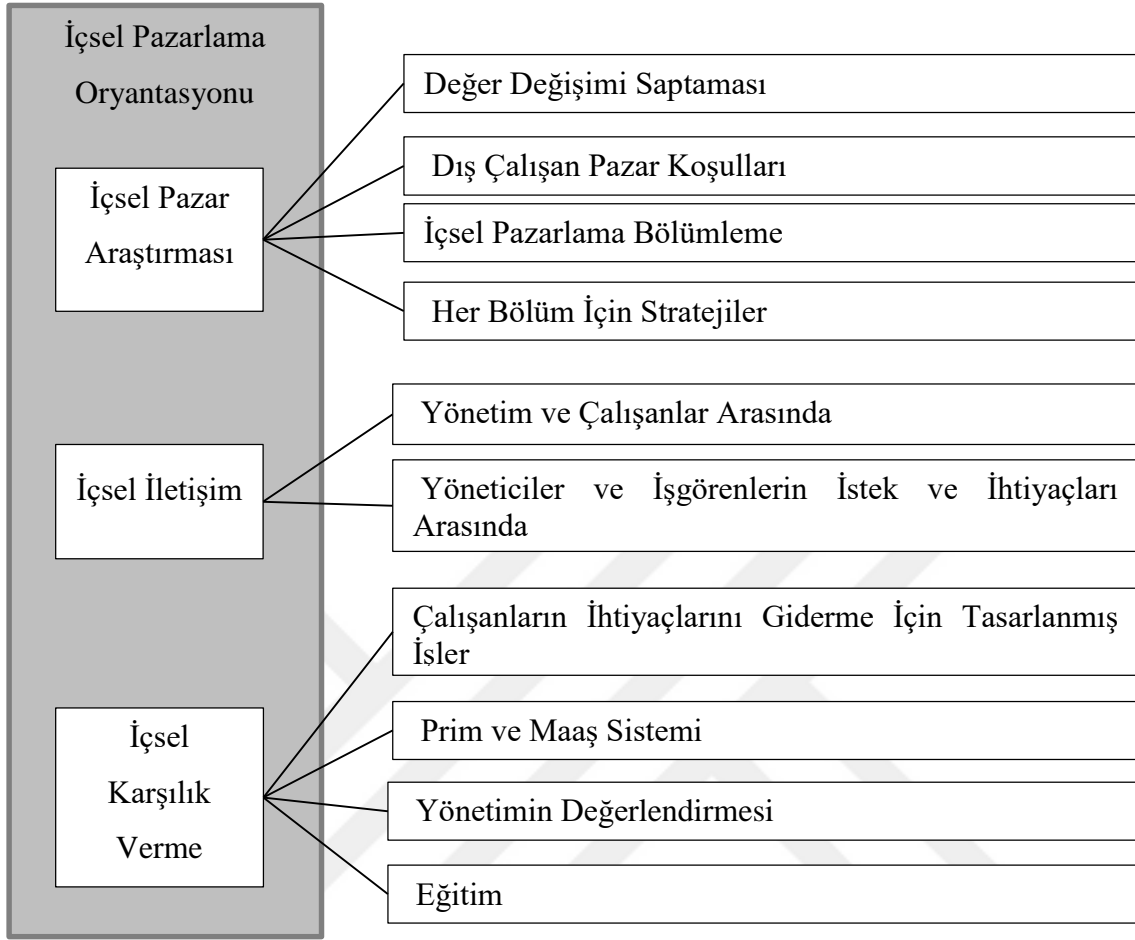 İçsel Pazarlama
Oryantasyonu
İçsel Pazar
Araştırması
Değer Değişimi Saptaması
Dış Çalışan Pazar Koşulları
İçsel Pazarlama Bölümleme
Her Bölüm İçin Stratejiler
İçsel İletişim
Yönetim ve Çalışanlar Arasında
Yöneticiler ve İşgörenlerin İstek ve İhtiyaçları
Arasında
İçsel
Karşılık
Verme
Çalışanların İhtiyaçlarını Giderme İçin Tasarlanmış
İşler
Prim ve Maaş Sistemi
Yönetimin Değerlendirmesi
Eğitim